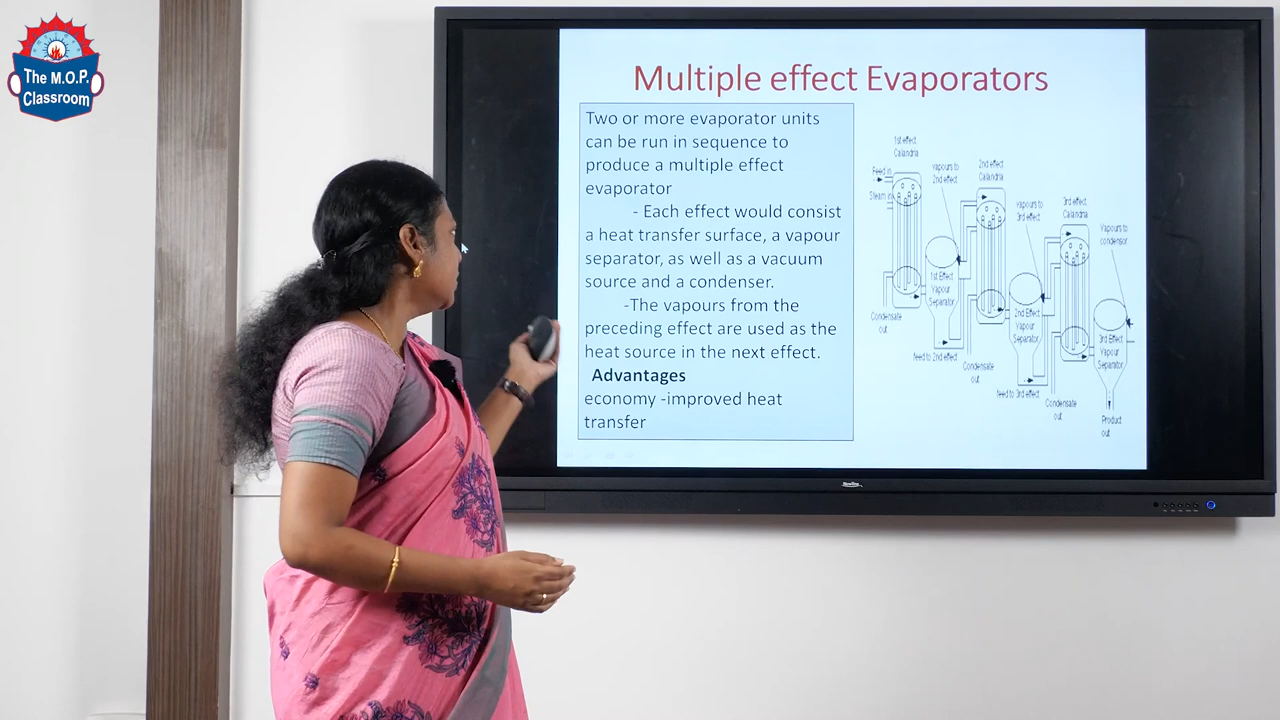 The M.O.P.
Classroom
Multiple effect Evaporators
Two or more evaporator units
can be run in sequence to
produce a multiple effect
evaporator
- Each effect would consist
a heat transfer surface, a vapour
separator, as well as a vacuum
source and a condenser.
-The vapours from the
preceding effect are used as the
heat source in the next effect.
Advantages
economy -improved heat
transfer
1st effect
Calandria
Feed in
Steam in
Condensate
out
vapours to
2nd effect
1st Effect
Vapour
Separator
feed to 2nd effect
2nd effect
Calandria
Condensate
out
vapours to
3rd effect
2nd Effect
Vapour
Separator
feed to 3rd effect
3rd effect
Calandria
Condensate
out
Vapours to
condensor
3rd Effect
Vapour
Separator
Product
out